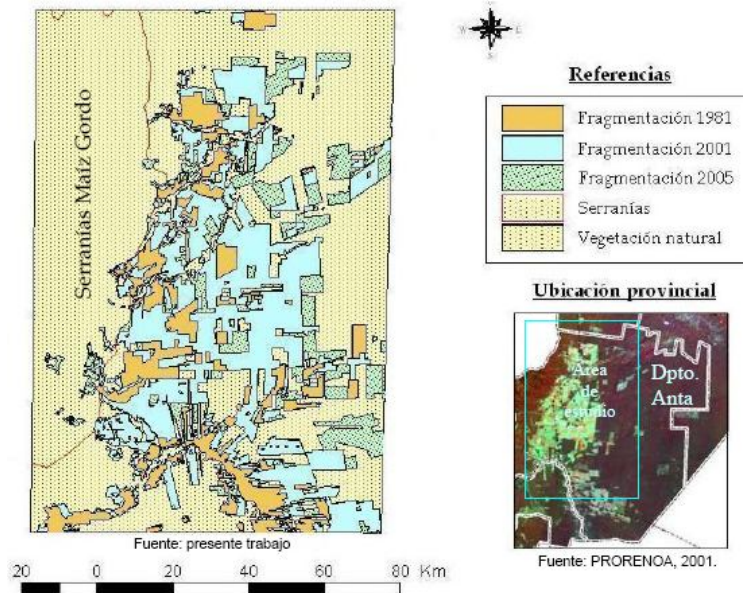 Serranías Maíz Gordo
Fuente: presente trabajo
20 0 20 40 60 80 Km
Referencias
Fragmentación 1981
Fragmentación 2001
Fragmentación 2005
Serranías
Vegetación natural
Ubicación provincial
Área
de
estudio
Dpto.
Anta
Fuente: PRORENOA, 2001.